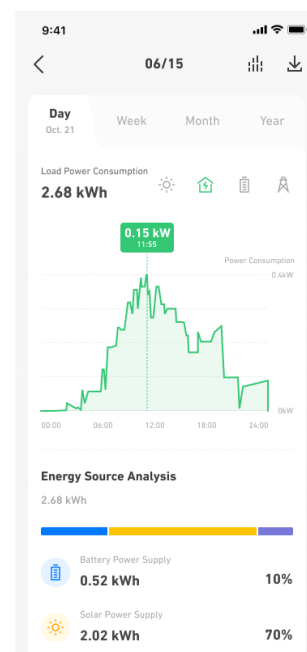 9:41
06/15
Day
Oct. 21
Week
Month
Year
Load Power Consumption
2.68 kWh
0.15 kW
11:55
Power Consumption
0.4kW
0kW
00:00 06:00 12:00 18:00 24:00
Energy Source Analysis
2.68 kWh
Battery Power Supply
0.52 kWh 10%
Solar Power Supply
2.02 kWh 70%